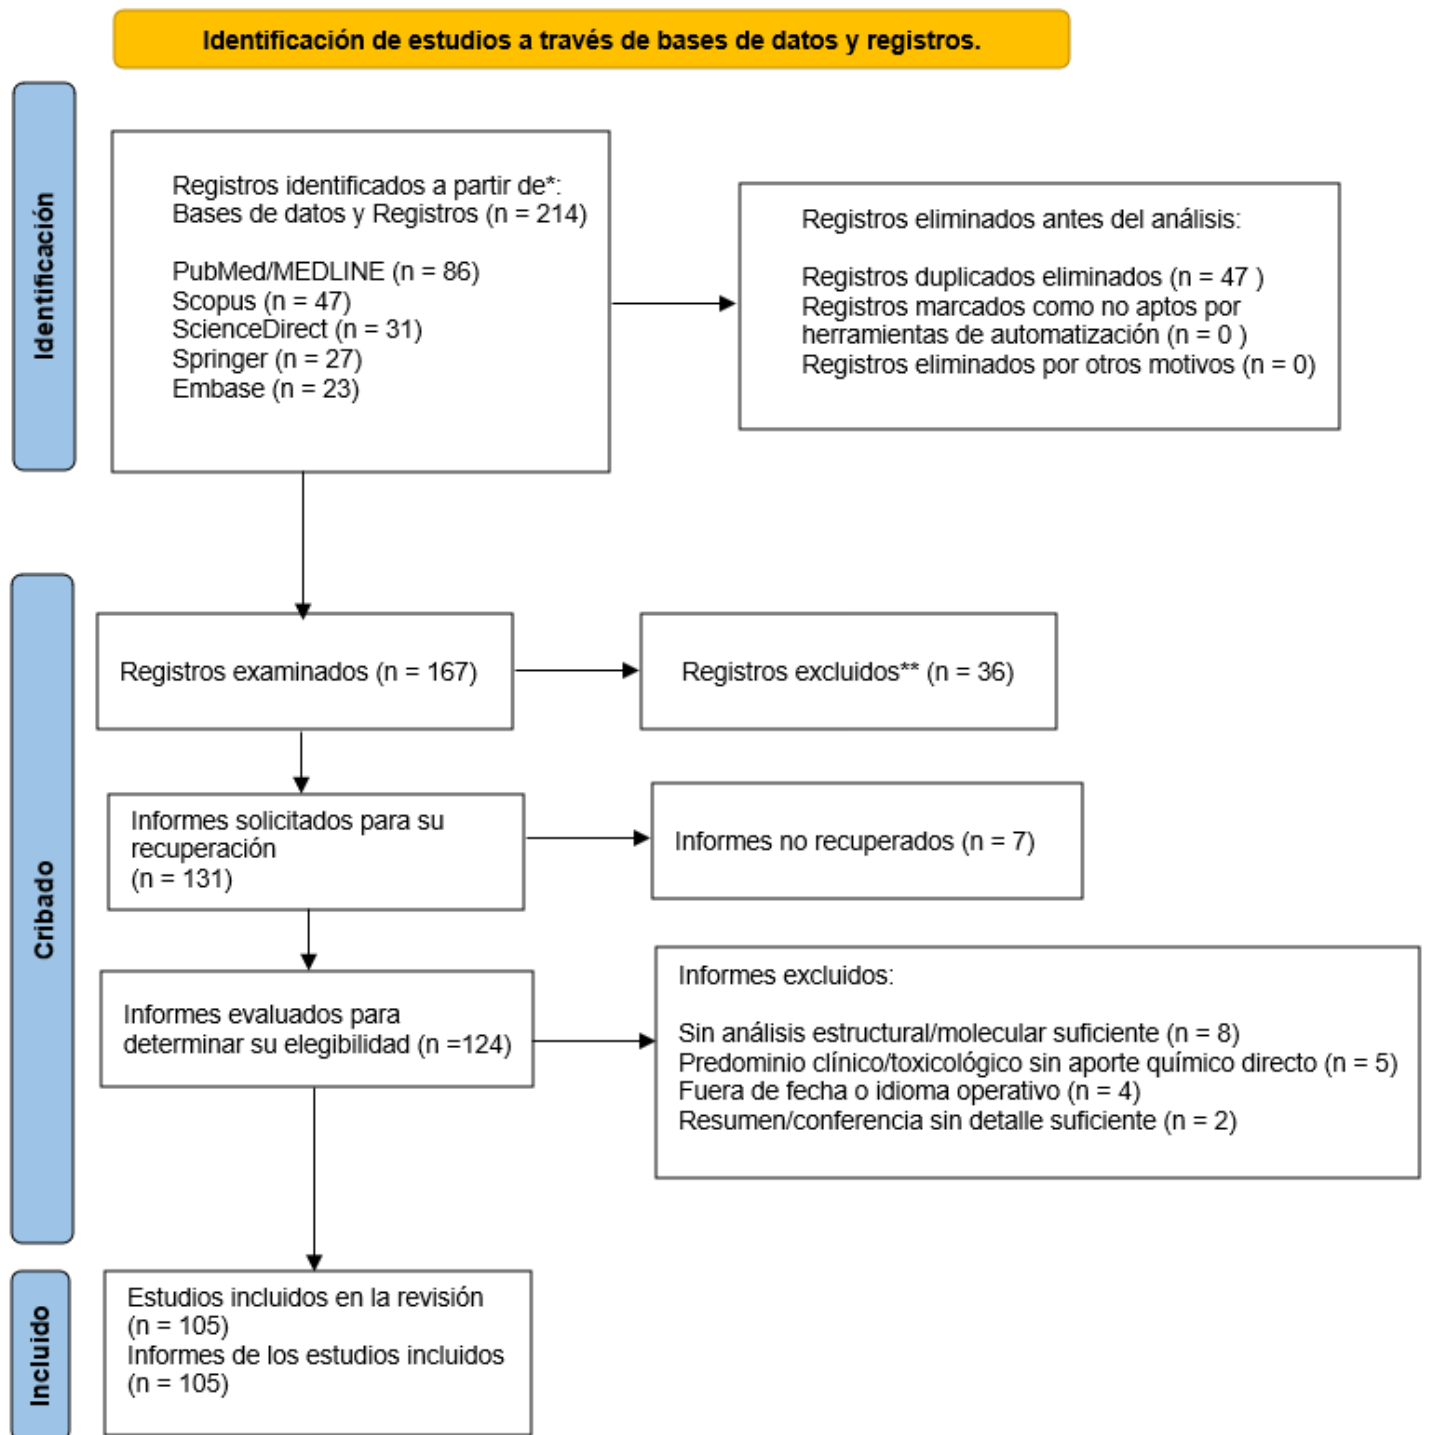 Identificación de estudios a través de bases de datos y registros.
Identificación
Registros identificados a partir de*:
Bases de datos y Registros (n = 214)
PubMed/MEDLINE (n = 86)
Scopus (n = 47)
ScienceDirect (n = 31)
Springer (n = 27)
Embase (n = 23)
Registros eliminados antes del análisis:
Registros duplicados eliminados (n = 47 )
Registros marcados como no aptos por
herramientas de automatización (n = 0 )
Registros eliminados por otros motivos (n = 0)
Cribado
Registros examinados (n = 167)
Registros excluidos** (n = 36)
Informes solicitados para su
recuperación
(n = 131)
Informes no recuperados (n = 7)
Informes evaluados para
determinar su elegibilidad (n =124)
Informes excluidos:
Sin análisis estructural/molecular suficiente (n = 8)
Predominio clínico/toxicológico sin aporte químico directo (n = 5)
Fuera de fecha o idioma operativo (n = 4)
Resumen/conferencia sin detalle suficiente (n = 2)
Incluido
Estudios incluidos en la revisión
(n = 105)
Informes de los estudios incluidos
(n = 105)